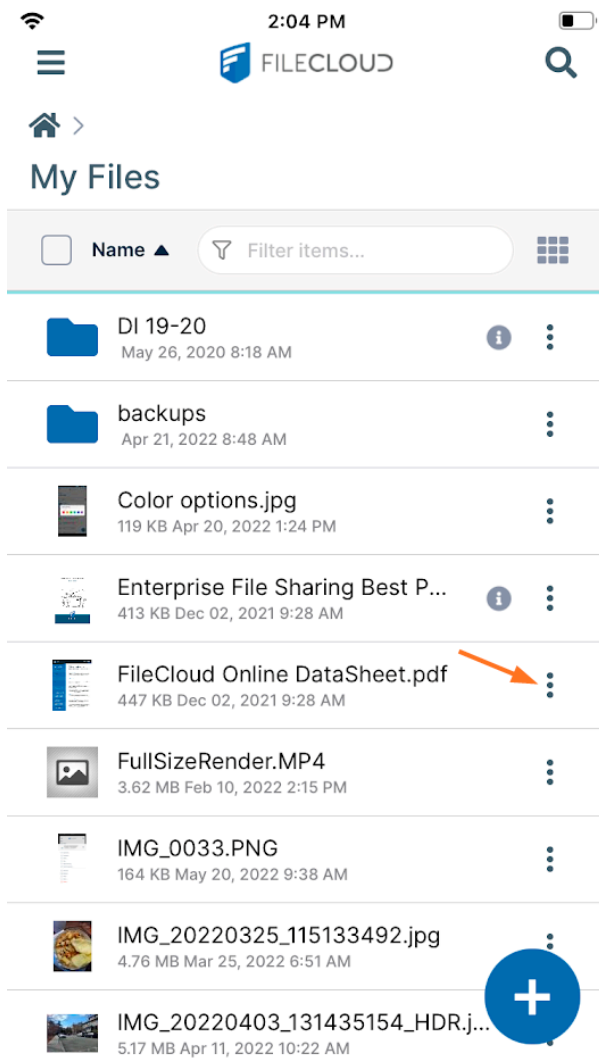 2:04 PM
FILECLOUD
My Files
Name
Filter items...
DI 19-20
May 26, 2020 8:18 AM
backups
Apr 21, 2022 8:48 AM
Color options.jpg
119 KB Apr 20, 2022 1:24 PM
Enterprise File Sharing Best P...
413 KB Dec 02, 2021 9:28 AM
FileCloud Online DataSheet.pdf
447 KB Dec 02, 2021 9:28 AM
FullSizeRender.MP4
3.62 MB Feb 10, 2022 2:15 PM
IMG_0033.PNG
164 KB May 20, 2022 9:38 AM
IMG_20220325_115133492.jpg
4.76 MB Mar 25, 2022 6:51 AM
IMG_20220403_131435154_HDR.j...
5.17 MB Apr 11, 2022 10:22 AM